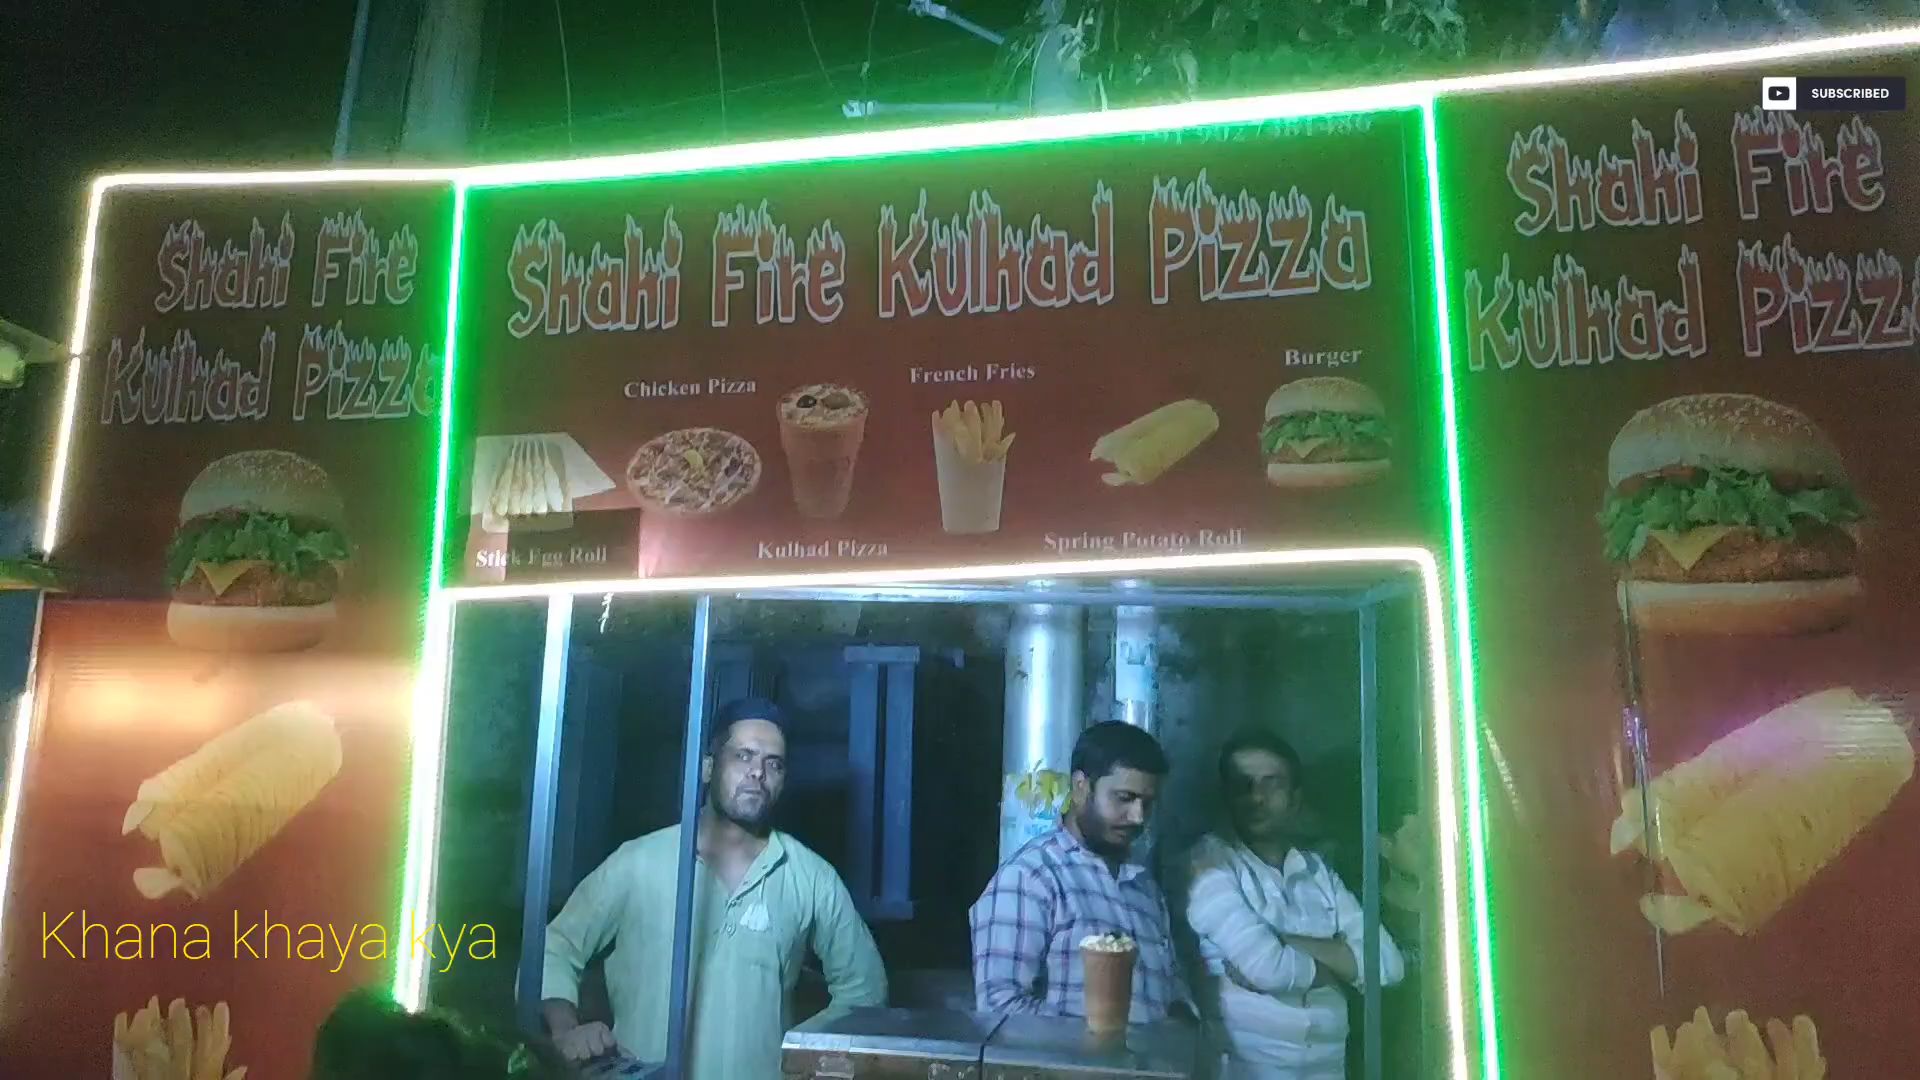 SUBSCRIBED
Shahi Fire
Kulhad Pizza
Shahi Fire Kulhad Pizza
Chicken Pizza
French Fries
Burger
Stick Egg Roll
Kulhad Pizza
Spring Potato Roll
Shahi Fire
Kulhad Pizz
Khana khaya kya